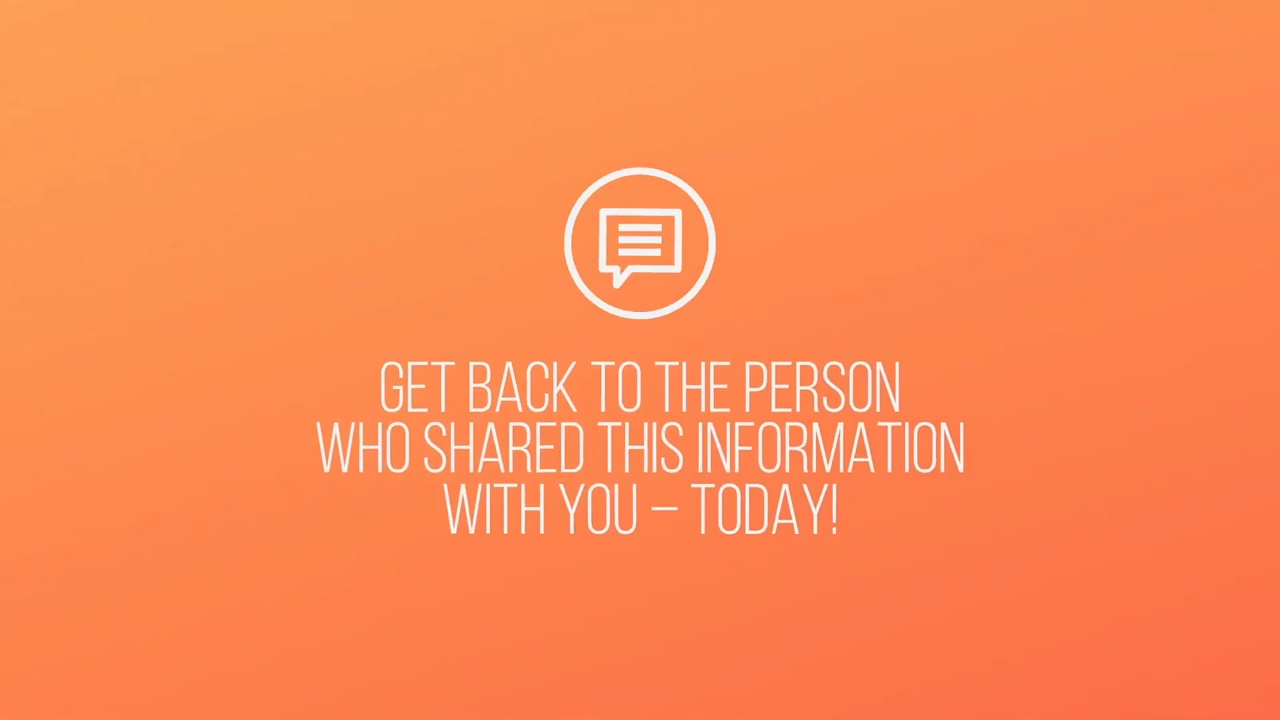 GET BACK TO THE PERSON
WHO SHARED THIS INFORMATION
WITH YOU – TODAY!